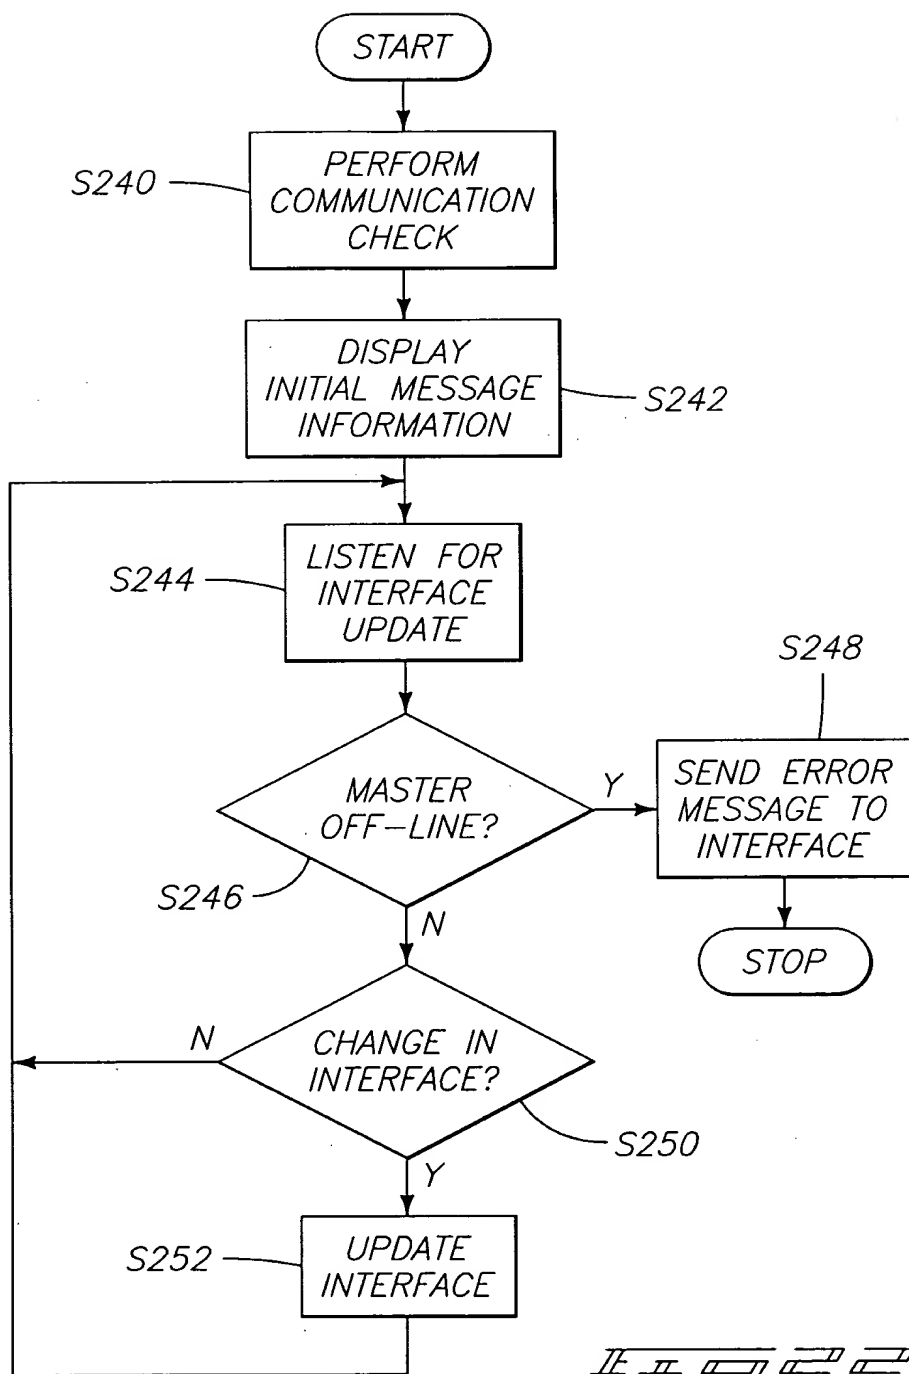 START
S240
PERFORM
COMMUNICATION
CHECK
DISPLAY
INITIAL MESSAGE
INFORMATION
S242
S244
LISTEN FOR
INTERFACE
UPDATE
S248
MASTER
OFF-LINE?
Y
SEND ERROR
MESSAGE TO
INTERFACE
S246
N
STOP
N
CHANGE IN
INTERFACE?
S250
Y
S252
UPDATE
INTERFACE